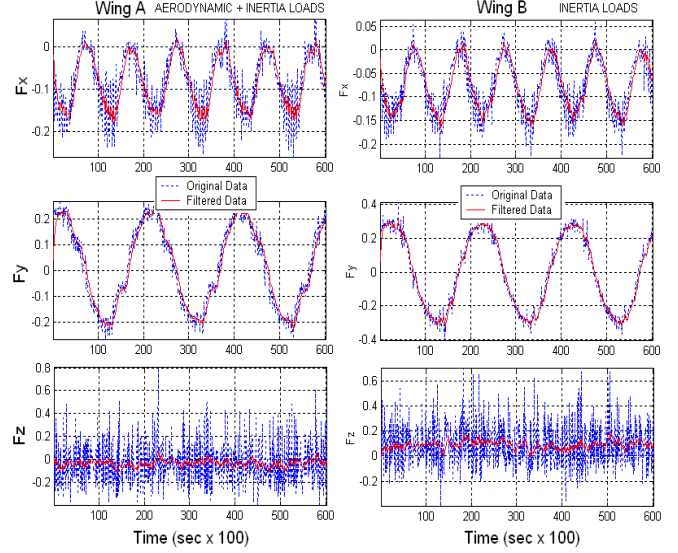 Wing A AERODYNAMIC + INERTIA LOADS
Wing B INERTIA LOADS
Fx
0
-0.1
-0.2
100 200 300 400 500 600
Fx
0.05
0
-0.05
-0.1
-0.15
-0.2
100 200 300 400 500 600
Original Data
Filtered Data
Fy
0.2
0.1
0
-0.1
-0.2
100 200 300 400 500 600
Original Data
Filtered Data
Fy
0.4
0.2
0
-0.2
-0.4
100 200 300 400 500 600
Fz
0.8
0.6
0.4
0.2
0
-0.2
100 200 300 400 500 600
Time (sec x 100)
Fz
0.6
0.4
0.2
0
-0.2
100 200 300 400 500 600
Time (sec x 100)